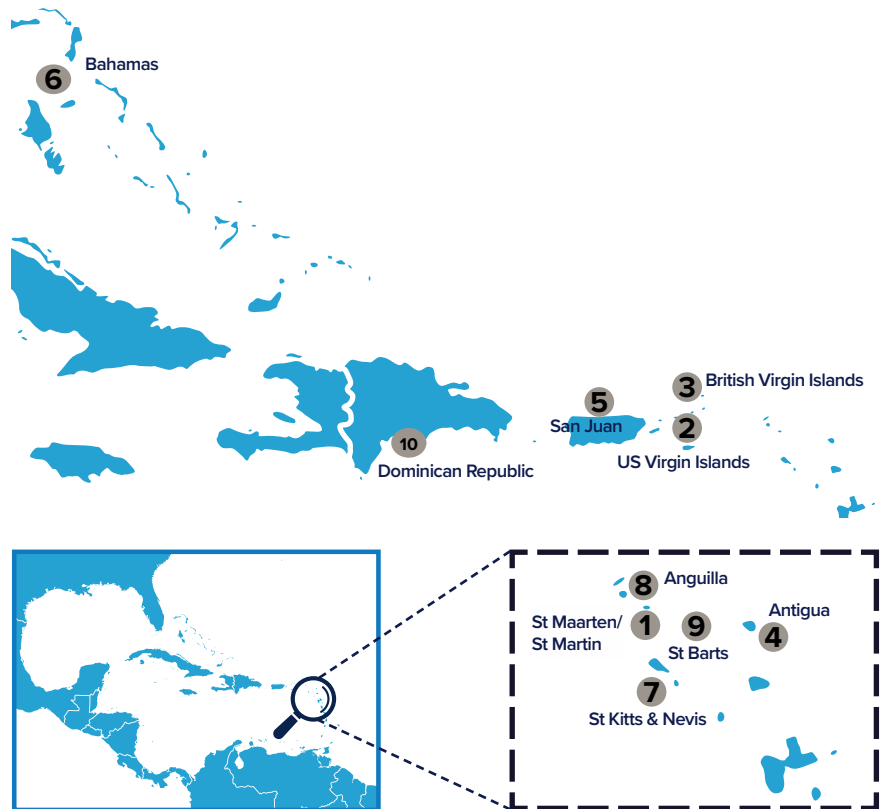 Bahamas
6
3
British Virgin Islands
5
San Juan
2
US Virgin Islands
10
Dominican Republic
8
Anguilla
St Maarten/
St Martin
1
9
St Barts
Antigua
4
7
St Kitts & Nevis